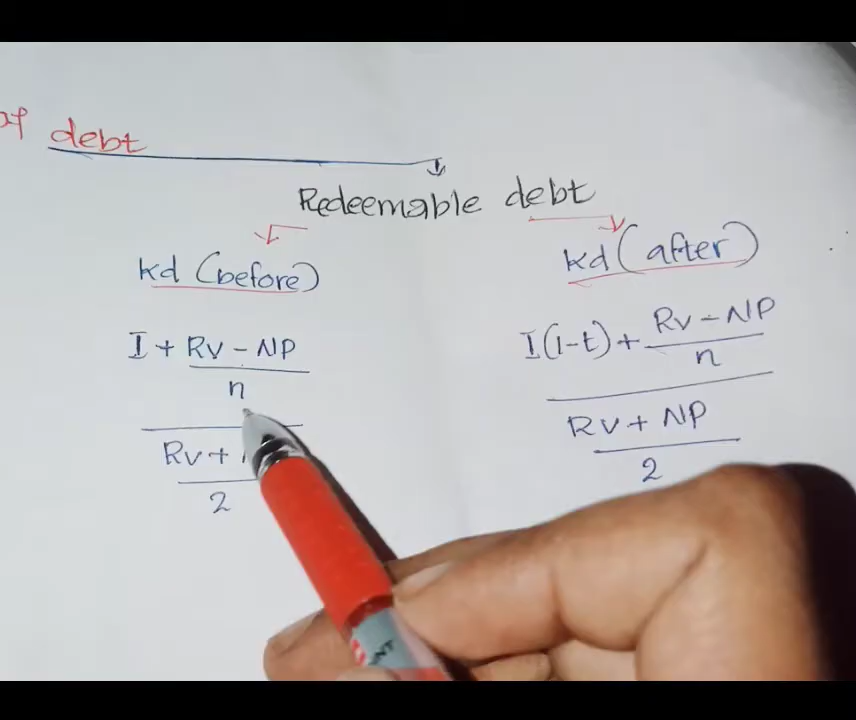 of debt
Redeemable debt
kd (before)
kd (after)
I + RV - NP
n
RV +
2
I(1-t) + RV - NP
n
RV + NP
2